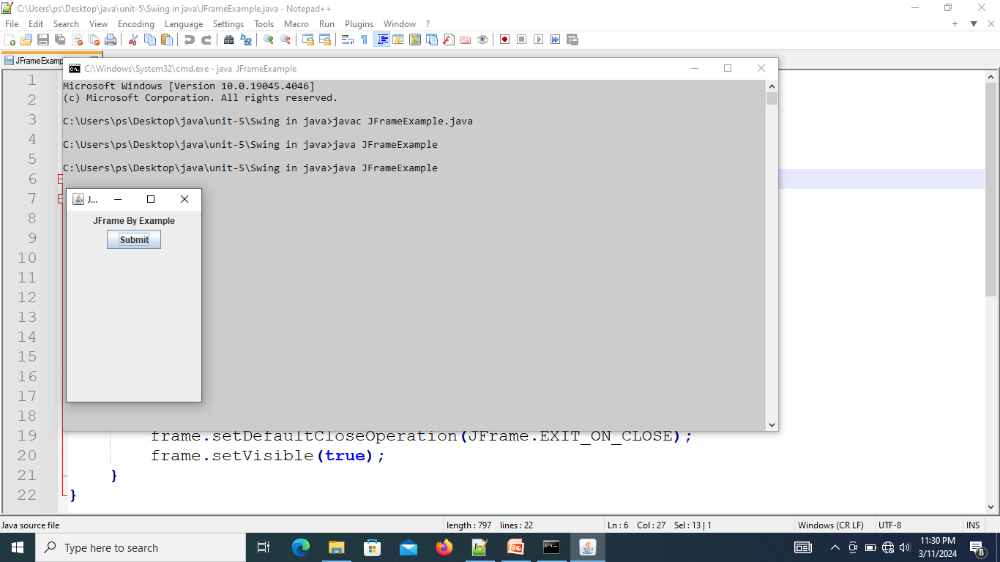 C:\Users\ps\Desktop\java\unit-5\Swing in java\JFrameExample.java - Notepad++
File Edit Search View Encoding Language Settings Tools Macro Run Plugins Window ?
JFrameExamp
C:\Windows\System32\cmd.exe - java JFrameExample
Microsoft Windows [Version 10.0.19045.4046]
(c) Microsoft Corporation. All rights reserved.
C:\Users\ps\Desktop\java\unit-5\Swing in java>javac JFrameExample.java
C:\Users\ps\Desktop\java\unit-5\Swing in java>java JFrameExample
C:\Users\ps\Desktop\java\unit-5\Swing in java>java JFrameExample
J...
JFrame By Example
Submit
1
2
3
4
5
6
7
8
9
10
11
12
13
14
15
16
17
18
19 frame.setDefaultCloseOperation(JFrame.EXIT_ON_CLOSE);
20 frame.setVisible(true);
21 }
22 }
Java source file length : 797 lines : 22 Ln : 6 Col : 27 Sel : 13 | 1 Windows (CR LF) UTF-8 INS
Type here to search
11:30 PM
3/11/2024
8